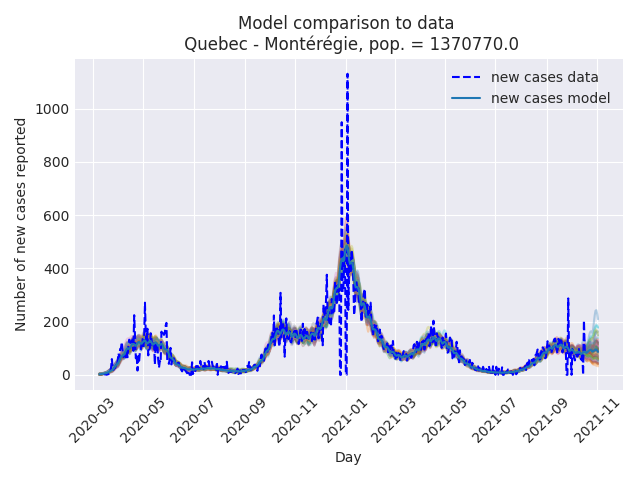 Model comparison to data
Quebec - Montérégie, pop. = 1370770.0
new cases data
new cases model
Number of new cases reported
1000
800
600
400
200
0
2020-03
2020-05
2020-07
2020-09
2020-11
2021-01
2021-03
2021-05
2021-07
2021-09
2021-11
Day